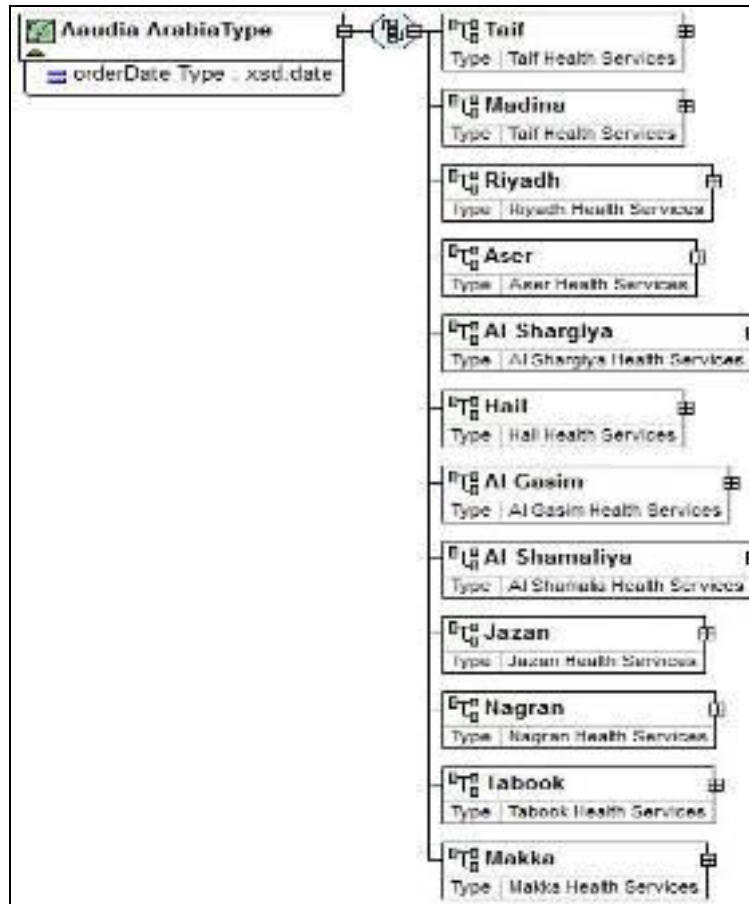 Aaudia ArabiaType
orderDate Type : xsd:date
Taif
Type Taif Health Services
Madina
Type Taif Health Services
Riyadh
Type Riyadh Health Services
Aser
Type Aser Health Services
Al Shargiya
Type Al Shargiya Health Services
Hail
Type Hail Health Services
Al Gasim
Type Al Gasim Health Services
Al Shamaliya
Type Al Shamalia Health Services
Jazan
Type Jazan Health Services
Nagran
Type Nagran Health Services
Tabook
Type Tabook Health Services
Makka
Type Makka Health Services